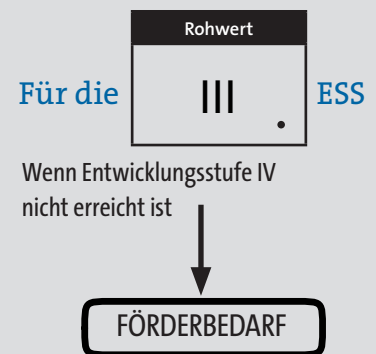 Rohwert
Für die III . ESS
Wenn Entwicklungsstufe IV
nicht erreicht ist
FÖRDERBEDARF